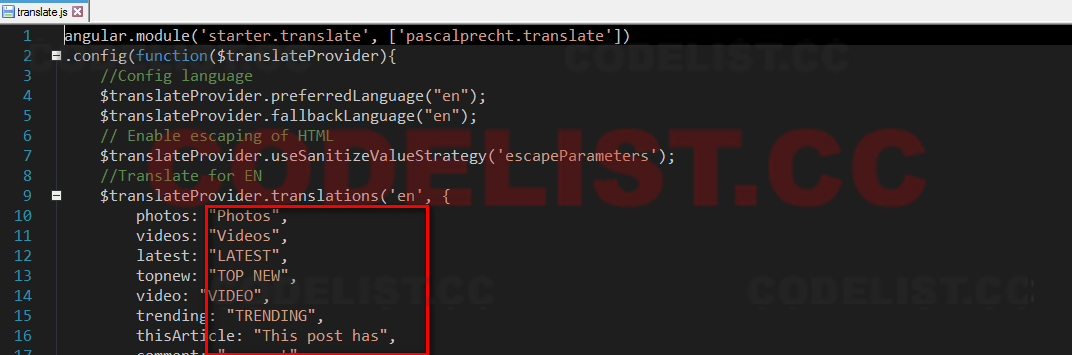 translate.js
1 angular.module('starter.translate', ['pascalprecht.translate'])
2 .config(function($translateProvider){
3 //Config language
4 $translateProvider.preferredLanguage("en");
5 $translateProvider.fallbackLanguage("en");
6 // Enable escaping of HTML
7 $translateProvider.useSanitizeValueStrategy('escapeParameters');
8 //Translate for EN
9 $translateProvider.translations('en', {
10 photos: "Photos",
11 videos: "Videos",
12 latest: "LATEST",
13 topnew: "TOP NEW",
14 video: "VIDEO",
15 trending: "TRENDING",
16 thisArticle: "This post has",
17
CODELIST.CC
CODELIST.CC
CODELIST.CC
CODELIST.CC
CODELIST.CC